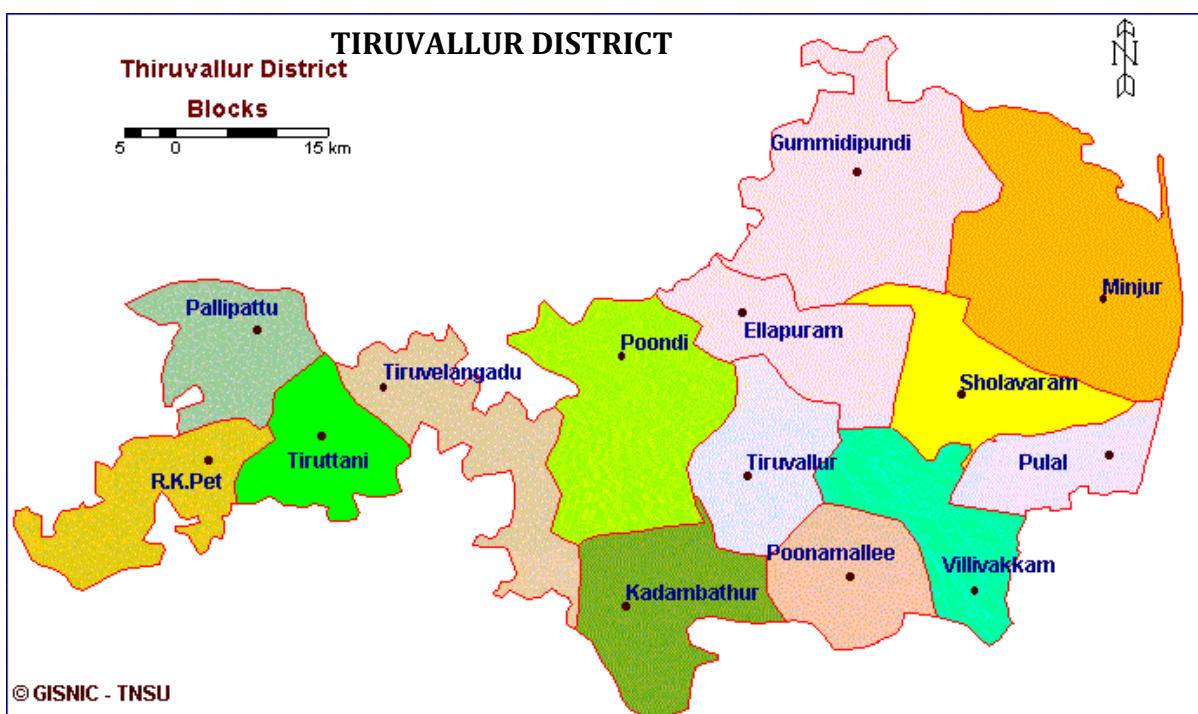 TIRUVALLUR DISTRICT
Thiruvallur District
Blocks
5 0 15 km
N
Gummidipundi
Minjur
Pallipattu
Ellapuram
Poondi
Tiruvelangadu
Sholavaram
Tiruttani
R.K.Pet
Tiruvallur
Pulal
Poonamallee
Villivakkam
Kadambathur
© GISNIC - TNSU